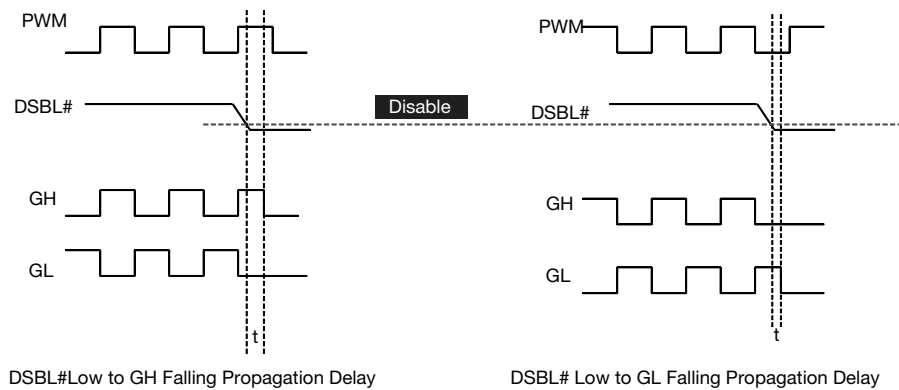 PWM
DSBL#
GH
GL
t
DSBL#Low to GH Falling Propagation Delay
Disable
PWM
DSBL#
GH
GL
t
DSBL# Low to GL Falling Propagation Delay